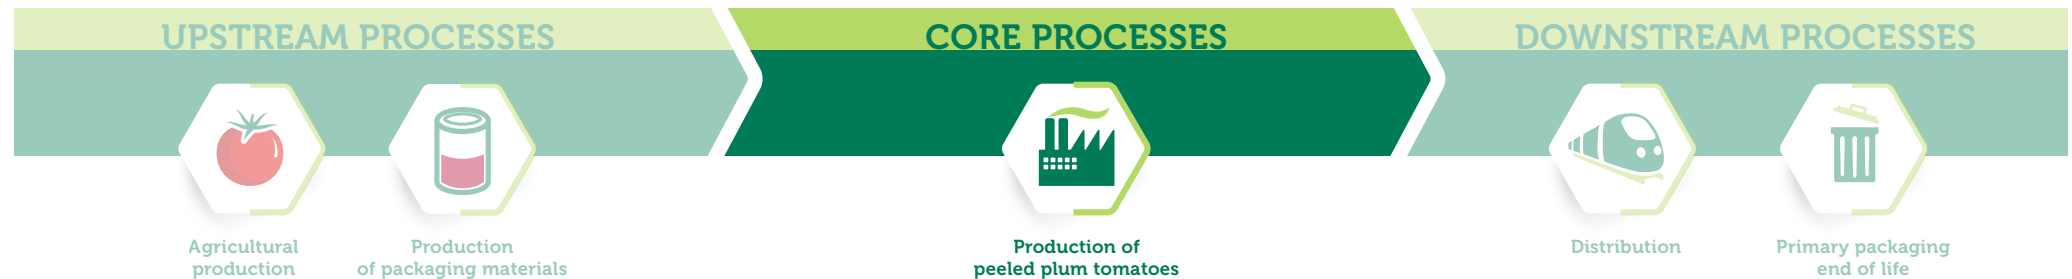 UPSTREAM PROCESSES
CORE PROCESSES
DOWNSTREAM PROCESSES
Agricultural
production
Production
of packaging materials
Production of
peeled plum tomatoes
Distribution
Primary packaging
end of life